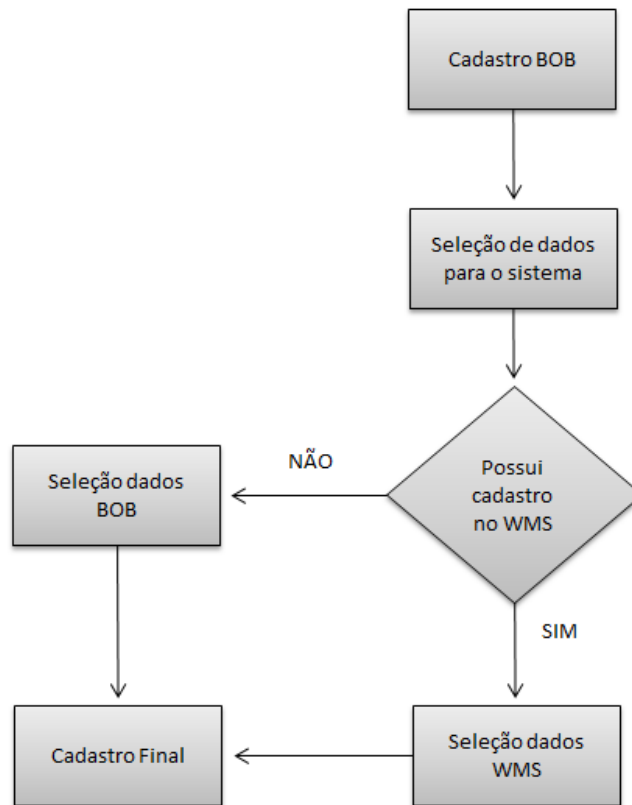 Cadastro BOB
Seleção de dados
para o sistema
Possui
cadastro
no WMS
NÃO
Seleção dados
BOB
SIM
Seleção dados
WMS
Cadastro Final